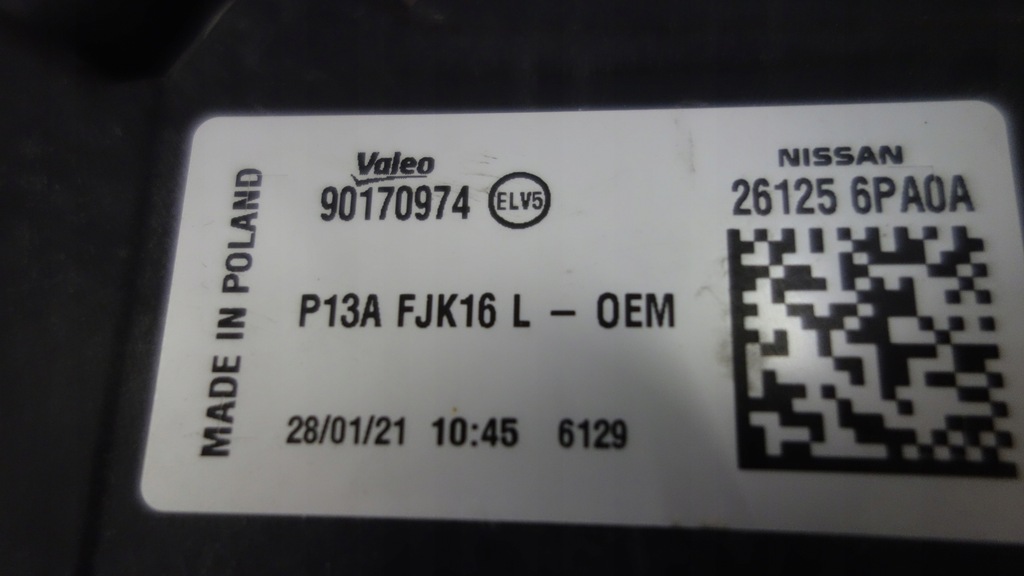 MADE IN POLAND
Valeo
90170974 ELV5
NISSAN
26125 6PA0A
P13A FJK16 L – OEM
28/01/21 10:45 6129